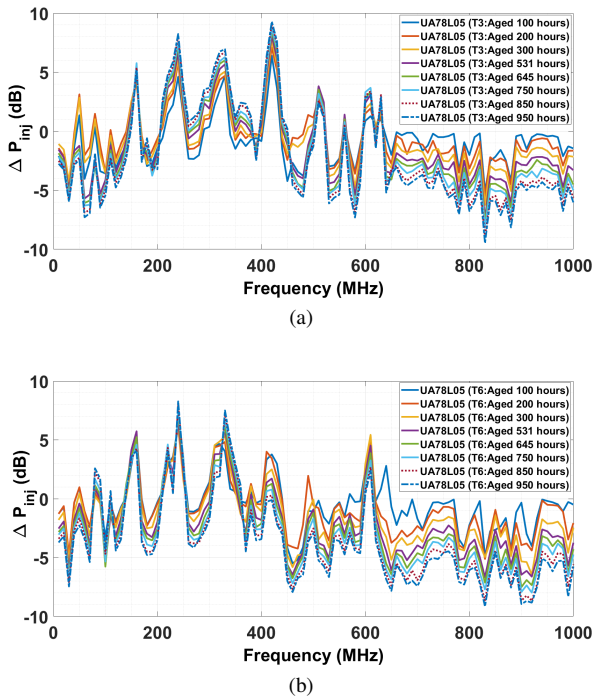 10
5
0
-5
-10
Δ P_inj (dB)
UA78L05 (T3:Aged 100 hours)
UA78L05 (T3:Aged 200 hours)
UA78L05 (T3:Aged 300 hours)
UA78L05 (T3:Aged 531 hours)
UA78L05 (T3:Aged 645 hours)
UA78L05 (T3:Aged 750 hours)
UA78L05 (T3:Aged 850 hours)
UA78L05 (T3:Aged 950 hours)
0 200 400 600 800 1000
Frequency (MHz)
(a)
10
5
0
-5
-10
Δ P_inj (dB)
UA78L05 (T6:Aged 100 hours)
UA78L05 (T6:Aged 200 hours)
UA78L05 (T6:Aged 300 hours)
UA78L05 (T6:Aged 531 hours)
UA78L05 (T6:Aged 645 hours)
UA78L05 (T6:Aged 750 hours)
UA78L05 (T6:Aged 850 hours)
UA78L05 (T6:Aged 950 hours)
0 200 400 600 800 1000
Frequency (MHz)
(b)